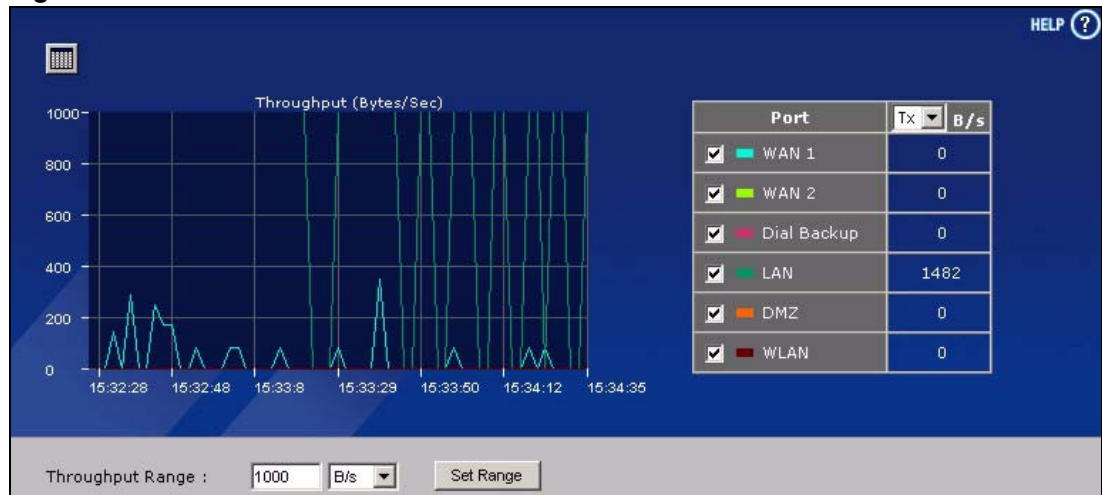 HELP ?
Throughput (Bytes/Sec)
1000
800
600
400
200
0
15:32:28 15:32:48 15:33:8 15:33:29 15:33:50 15:34:12 15:34:35
Port Tx B/s
WAN 1 0
WAN 2 0
Dial Backup 0
LAN 1482
DMZ 0
WLAN 0
Throughput Range : 1000 B/s Set Range